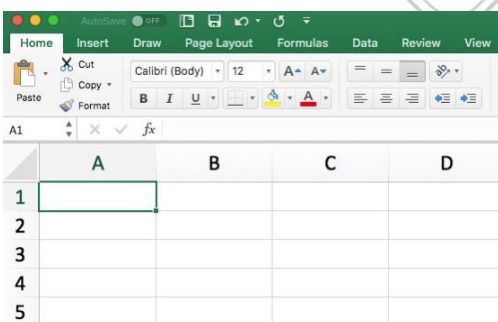 AutoSave OFF
Home Insert Draw Page Layout Formulas Data Review View
Cut
Calibri (Body) 12 A A
Copy
Paste
Format
B I U A
A1 fx
A B C D
1
2
3
4
5